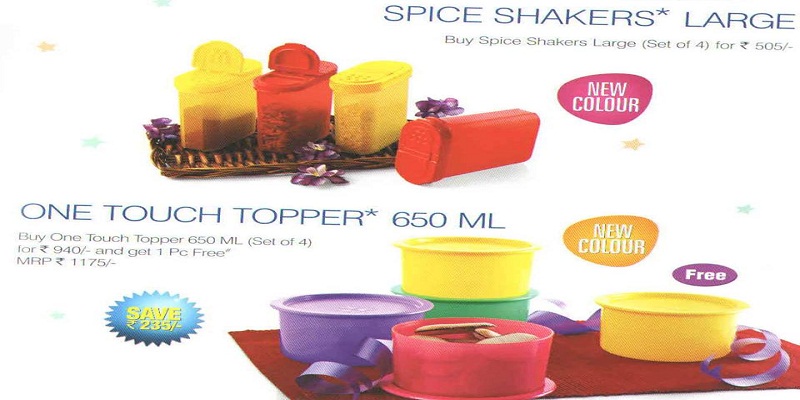 SPICE SHAKERS* LARGE
Buy Spice Shakers Large (Set of 4) for ₹ 505/-
NEW
COLOUR
ONE TOUCH TOPPER* 650 ML
Buy One Touch Topper 650 ML (Set of 4)
for ₹ 940/- and get 1 Pc Free"
MRP ₹ 1175/-
NEW
COLOUR
Free
SAVE
₹ 235/-